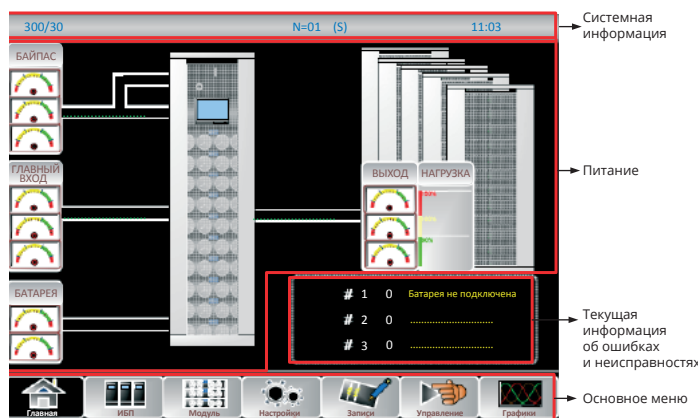 300/30 N=01 (S) 11:03
Системная
информация
БАЙПАС
ГЛАВНЫЙ
ВХОД
ВЫХОД НАГРУЗКА
Питание
БАТАРЕЯ
# 1 0 Батарея не подключена
# 2 0 ............................
# 3 0 ............................
Текущая
информация
об ошибках
и неисправностях
Главная ИБП Модуль Настройки Записи Управление Графики
Основное меню